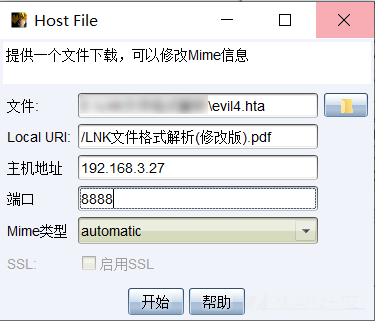 Host File
提供一个文件下载，可以修改Mime信息
文件: \evil4.hta
Local URI: /LNK文件格式解析(修改版).pdf
主机地址 192.168.3.27
端口 8888
Mime类型 automatic
SSL: 启用SSL
开始 帮助